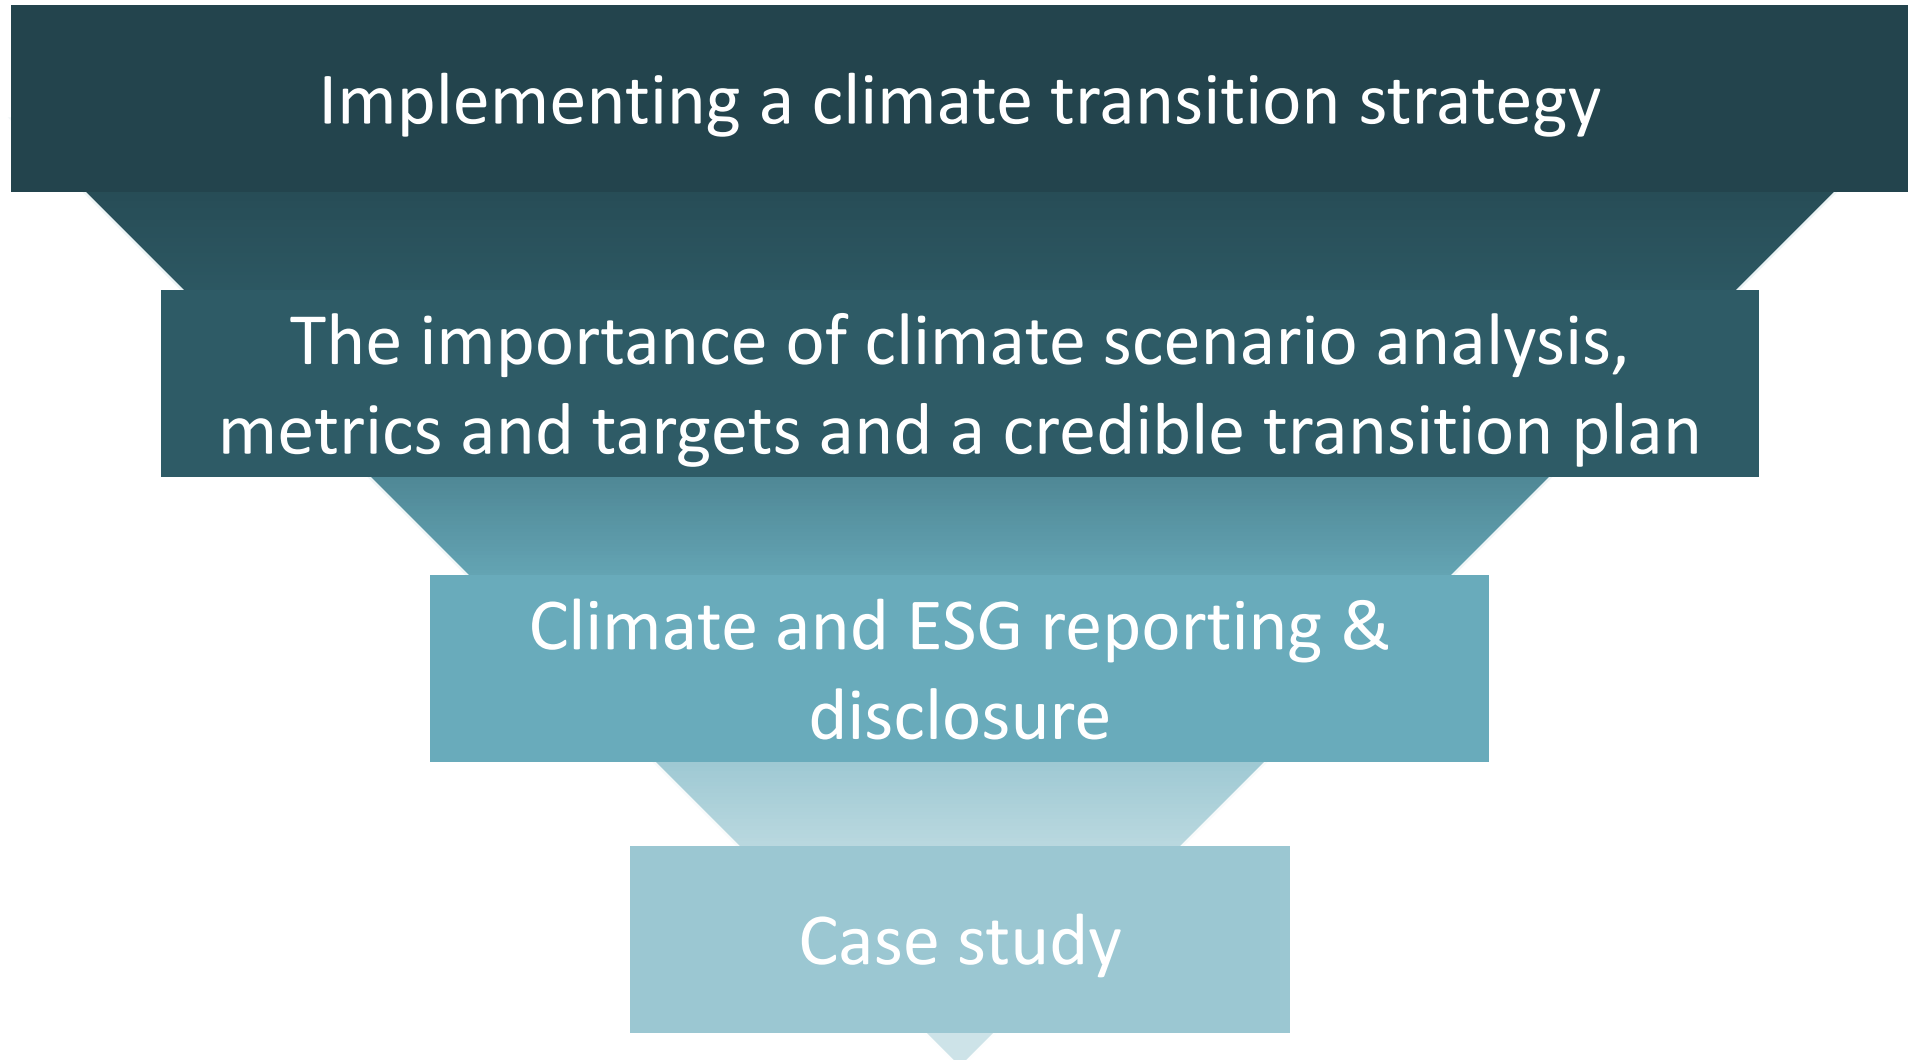 Implementing a climate transition strategy
The importance of climate scenario analysis,
metrics and targets and a credible transition plan
Climate and ESG reporting &
disclosure
Case study